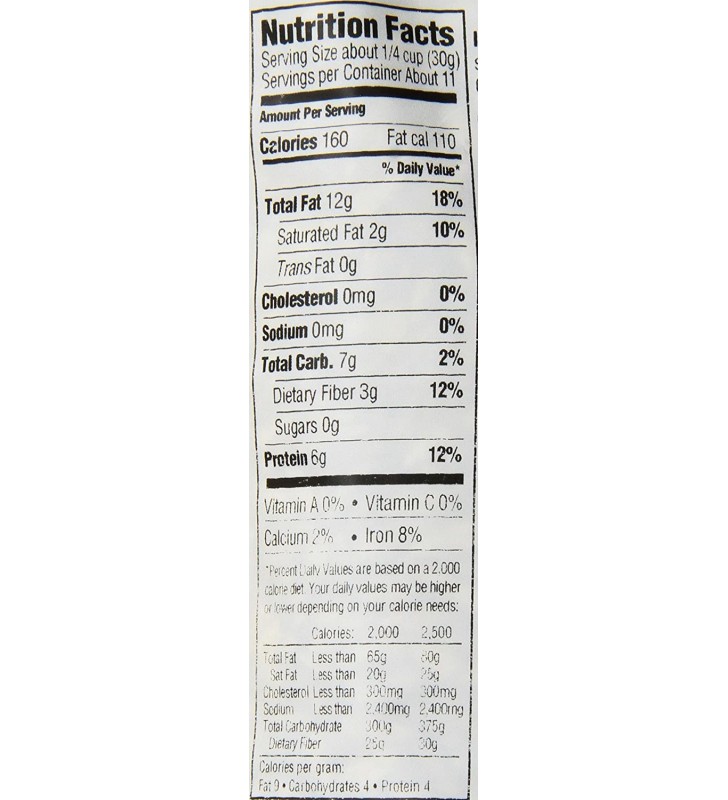 Nutrition Facts
Serving Size about 1/4 cup (30g)
Servings per Container About 11
Amount Per Serving
Calories 160 Fat cal 110
% Daily Value*
Total Fat 12g 18%
Saturated Fat 2g 10%
Trans Fat 0g
Cholesterol 0mg 0%
Sodium 0mg 0%
Total Carb. 7g 2%
Dietary Fiber 3g 12%
Sugars 0g
Protein 6g 12%
Vitamin A 0% • Vitamin C 0%
Calcium 2% • Iron 8%
*Percent Daily Values are based on a 2.000
calorie diet. Your daily values may be higher
or lower depending on your calorie needs:
Calories: 2,000 2,500
Total Fat Less than 65g 80g
Sat Fat Less than 20g 25g
Cholesterol Less than 300mg 300mg
Sodium Less than 2,400mg 2,400mg
Total Carbohydrate 300g 375g
Dietary Fiber 25g 30g
Calories per gram:
Fat 9 • Carbohydrates 4 • Protein 4